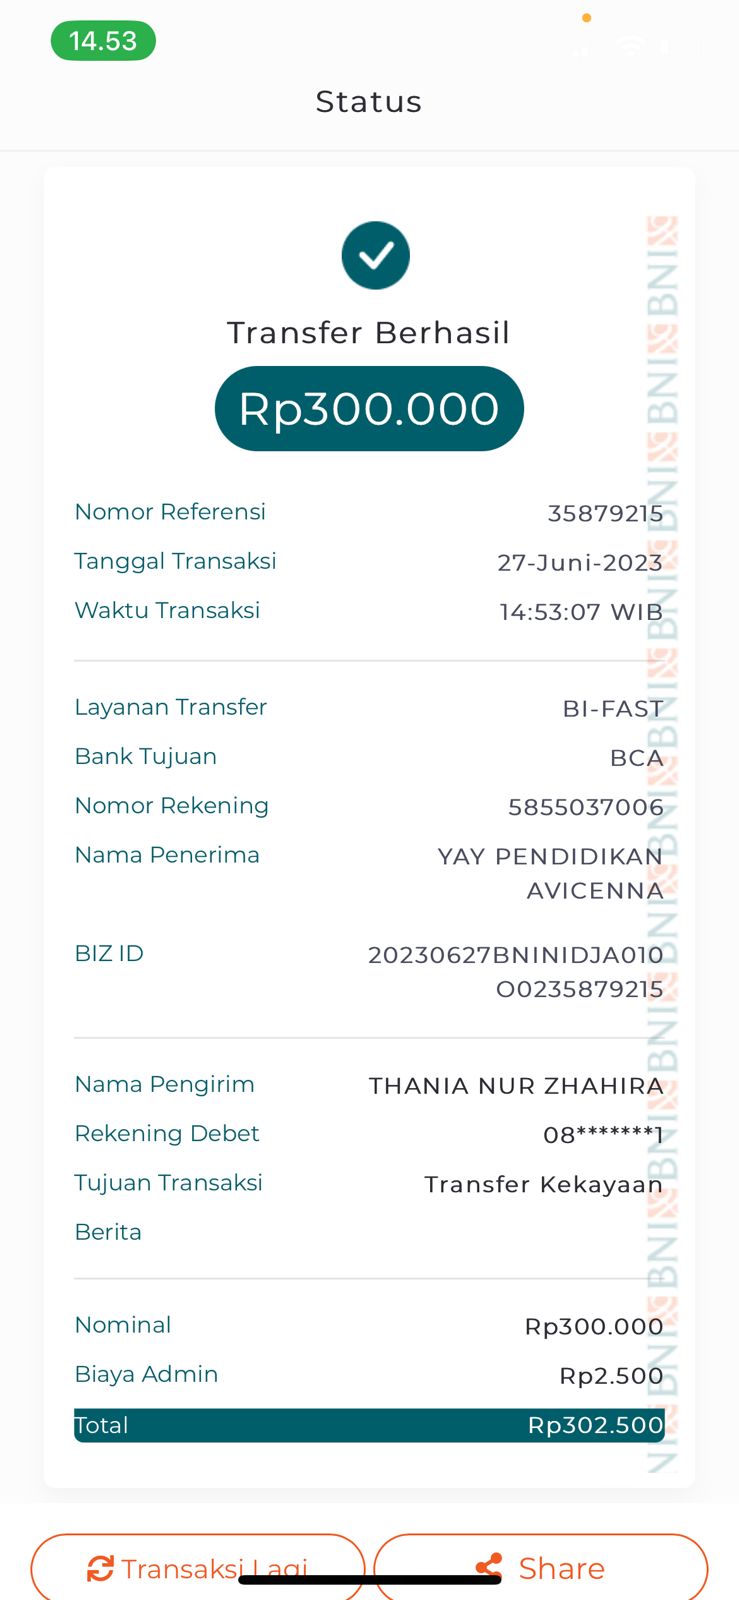 14.53
Status
Transfer Berhasil
Rp300.000
Nomor Referensi 35879215
Tanggal Transaksi 27-Juni-2023
Waktu Transaksi 14:53:07 WIB
Layanan Transfer BI-FAST
Bank Tujuan BCA
Nomor Rekening 5855037006
Nama Penerima YAY PENDIDIKAN
AVICENNA
BIZ ID 20230627BNINIDJA010
O0235879215
Nama Pengirim THANIA NUR ZHAHIRA
Rekening Debet 08*******1
Tujuan Transaksi Transfer Kekayaan
Berita
Nominal Rp300.000
Biaya Admin Rp2.500
Total Rp302.500
Transaksi Lagi Share
BNI BNI BNI BNI BNI BNI BNI BNI BNI BNI BNI